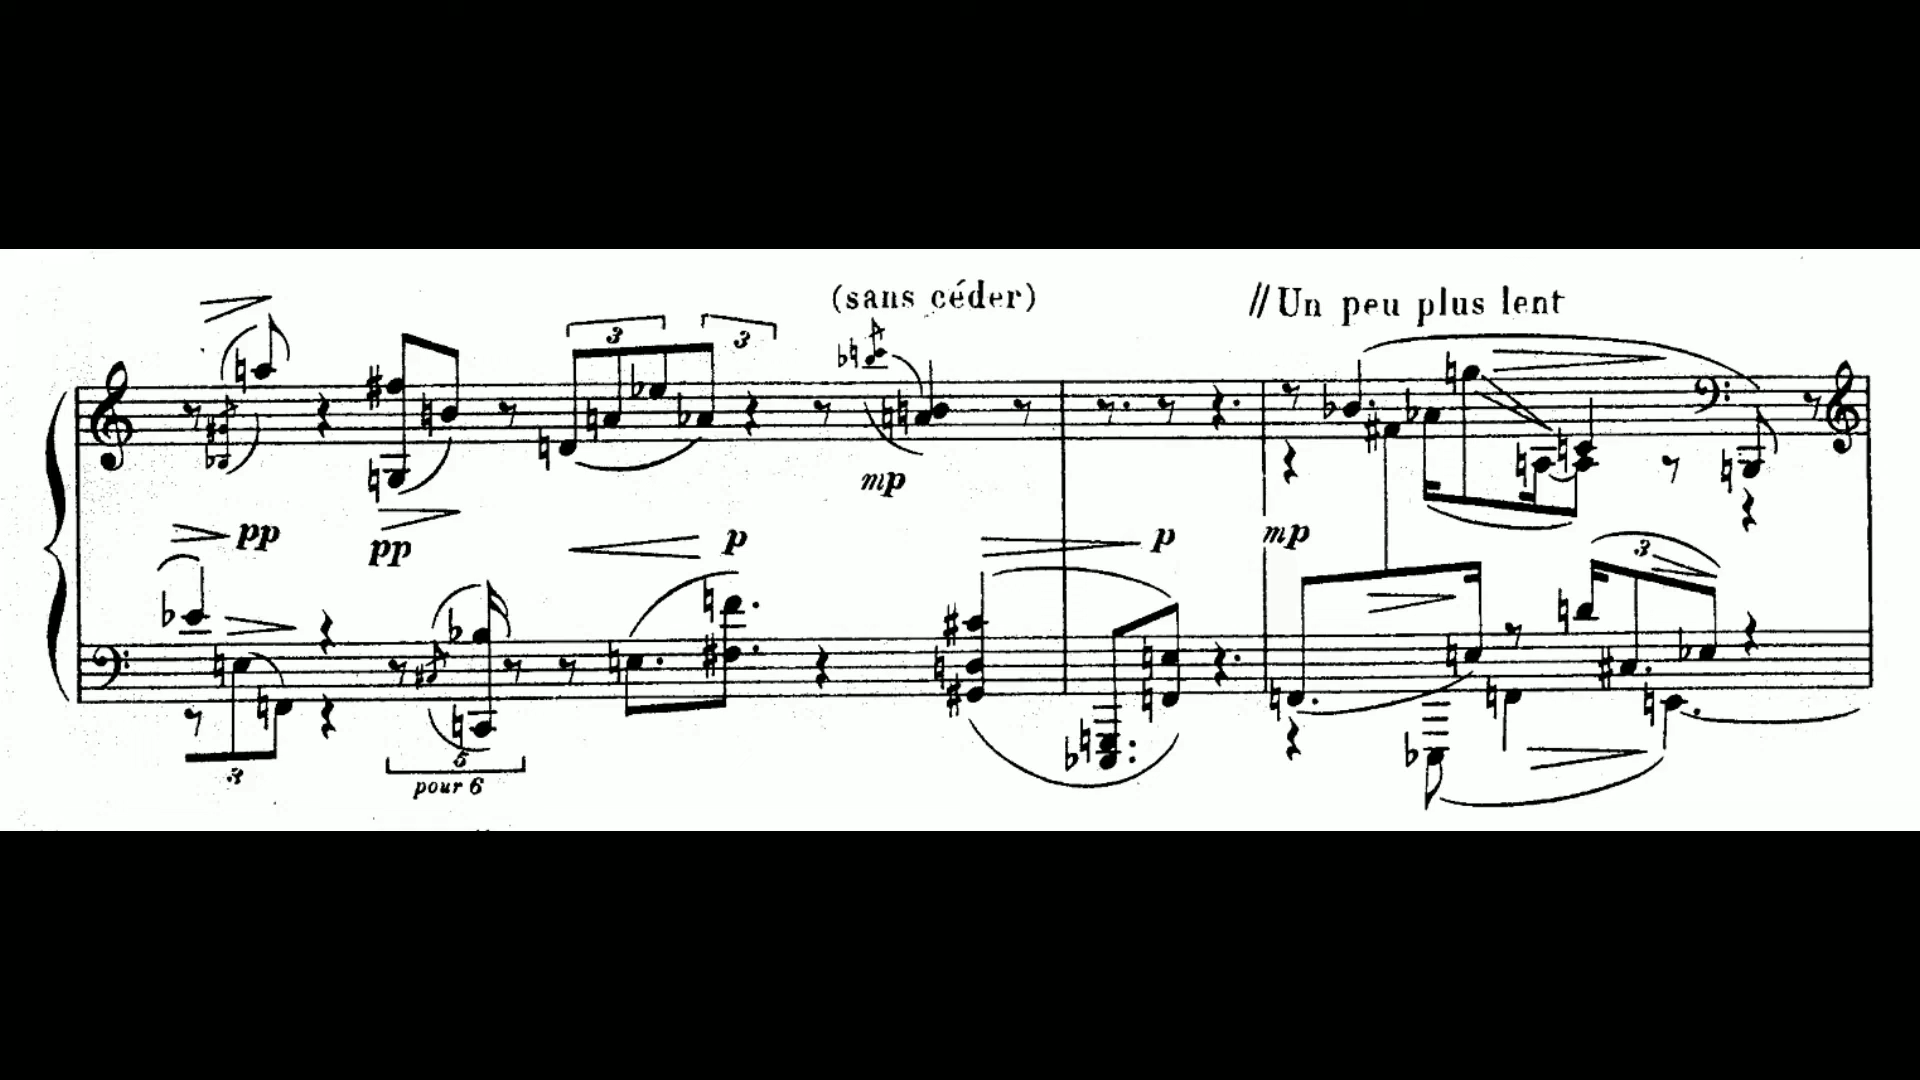 (sans céder)
// Un peu plus lent
3 3
mp
pp pp p p mp
3
3
5
pour 6